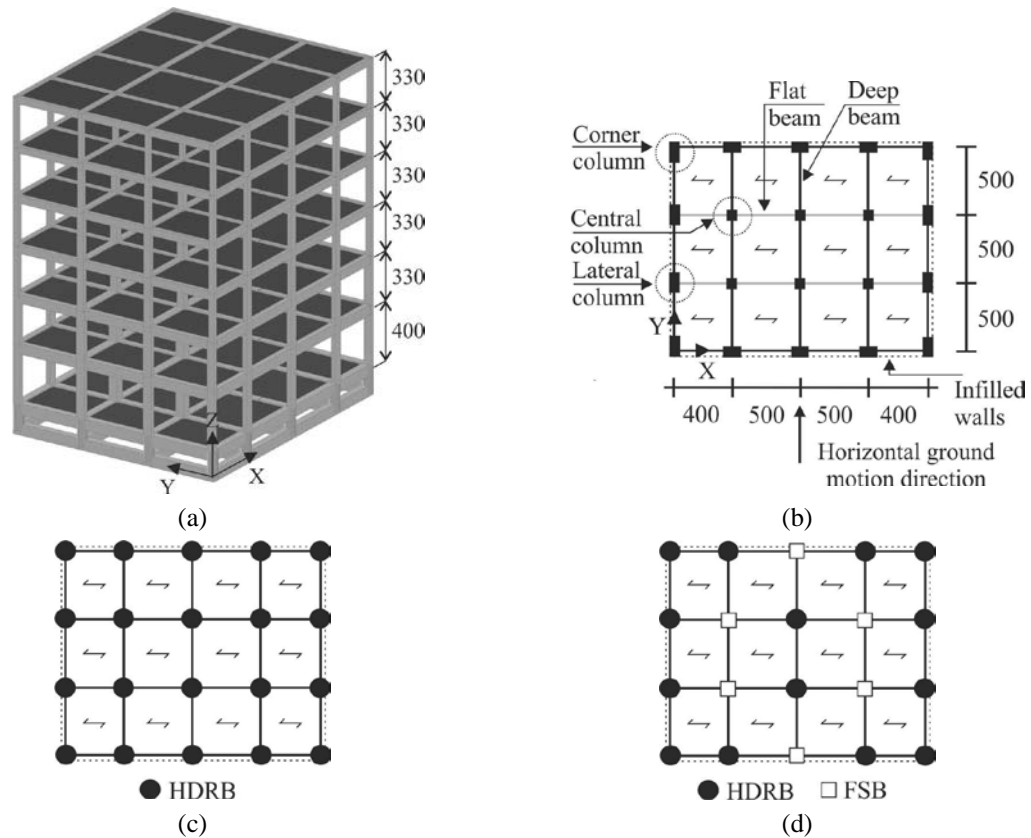 330
330
330
330
330
400
Z
Y
X
(a)
Flat
beam
Deep
beam
Corner
column
Central
column
Lateral
column
500
500
500
Y
X
Infilled
walls
400
500
500
400
Horizontal ground
motion direction
(b)
HDRB
(c)
HDRB
FSB
(d)